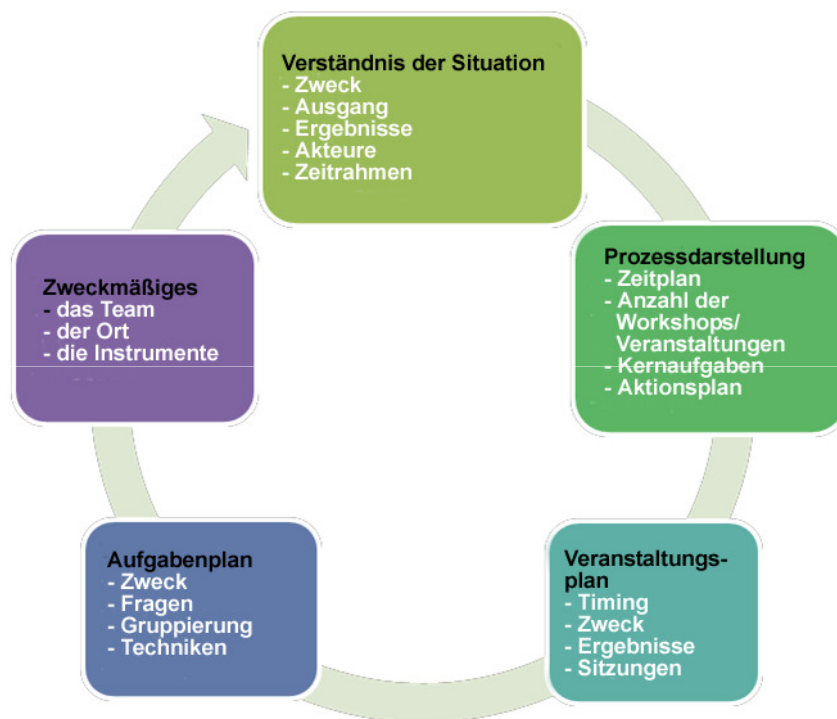 Verständnis der Situation
- Zweck
- Ausgang
- Ergebnisse
- Akteure
- Zeitrahmen
Prozessdarstellung
- Zeitplan
- Anzahl der
Workshops/
Veranstaltungen
- Kernaufgaben
- Aktionsplan
Veranstaltungs-
plan
- Timing
- Zweck
- Ergebnisse
- Sitzungen
Aufgabenplan
- Zweck
- Fragen
- Gruppierung
- Techniken
Zweckmäßiges
- das Team
- der Ort
- die Instrumente